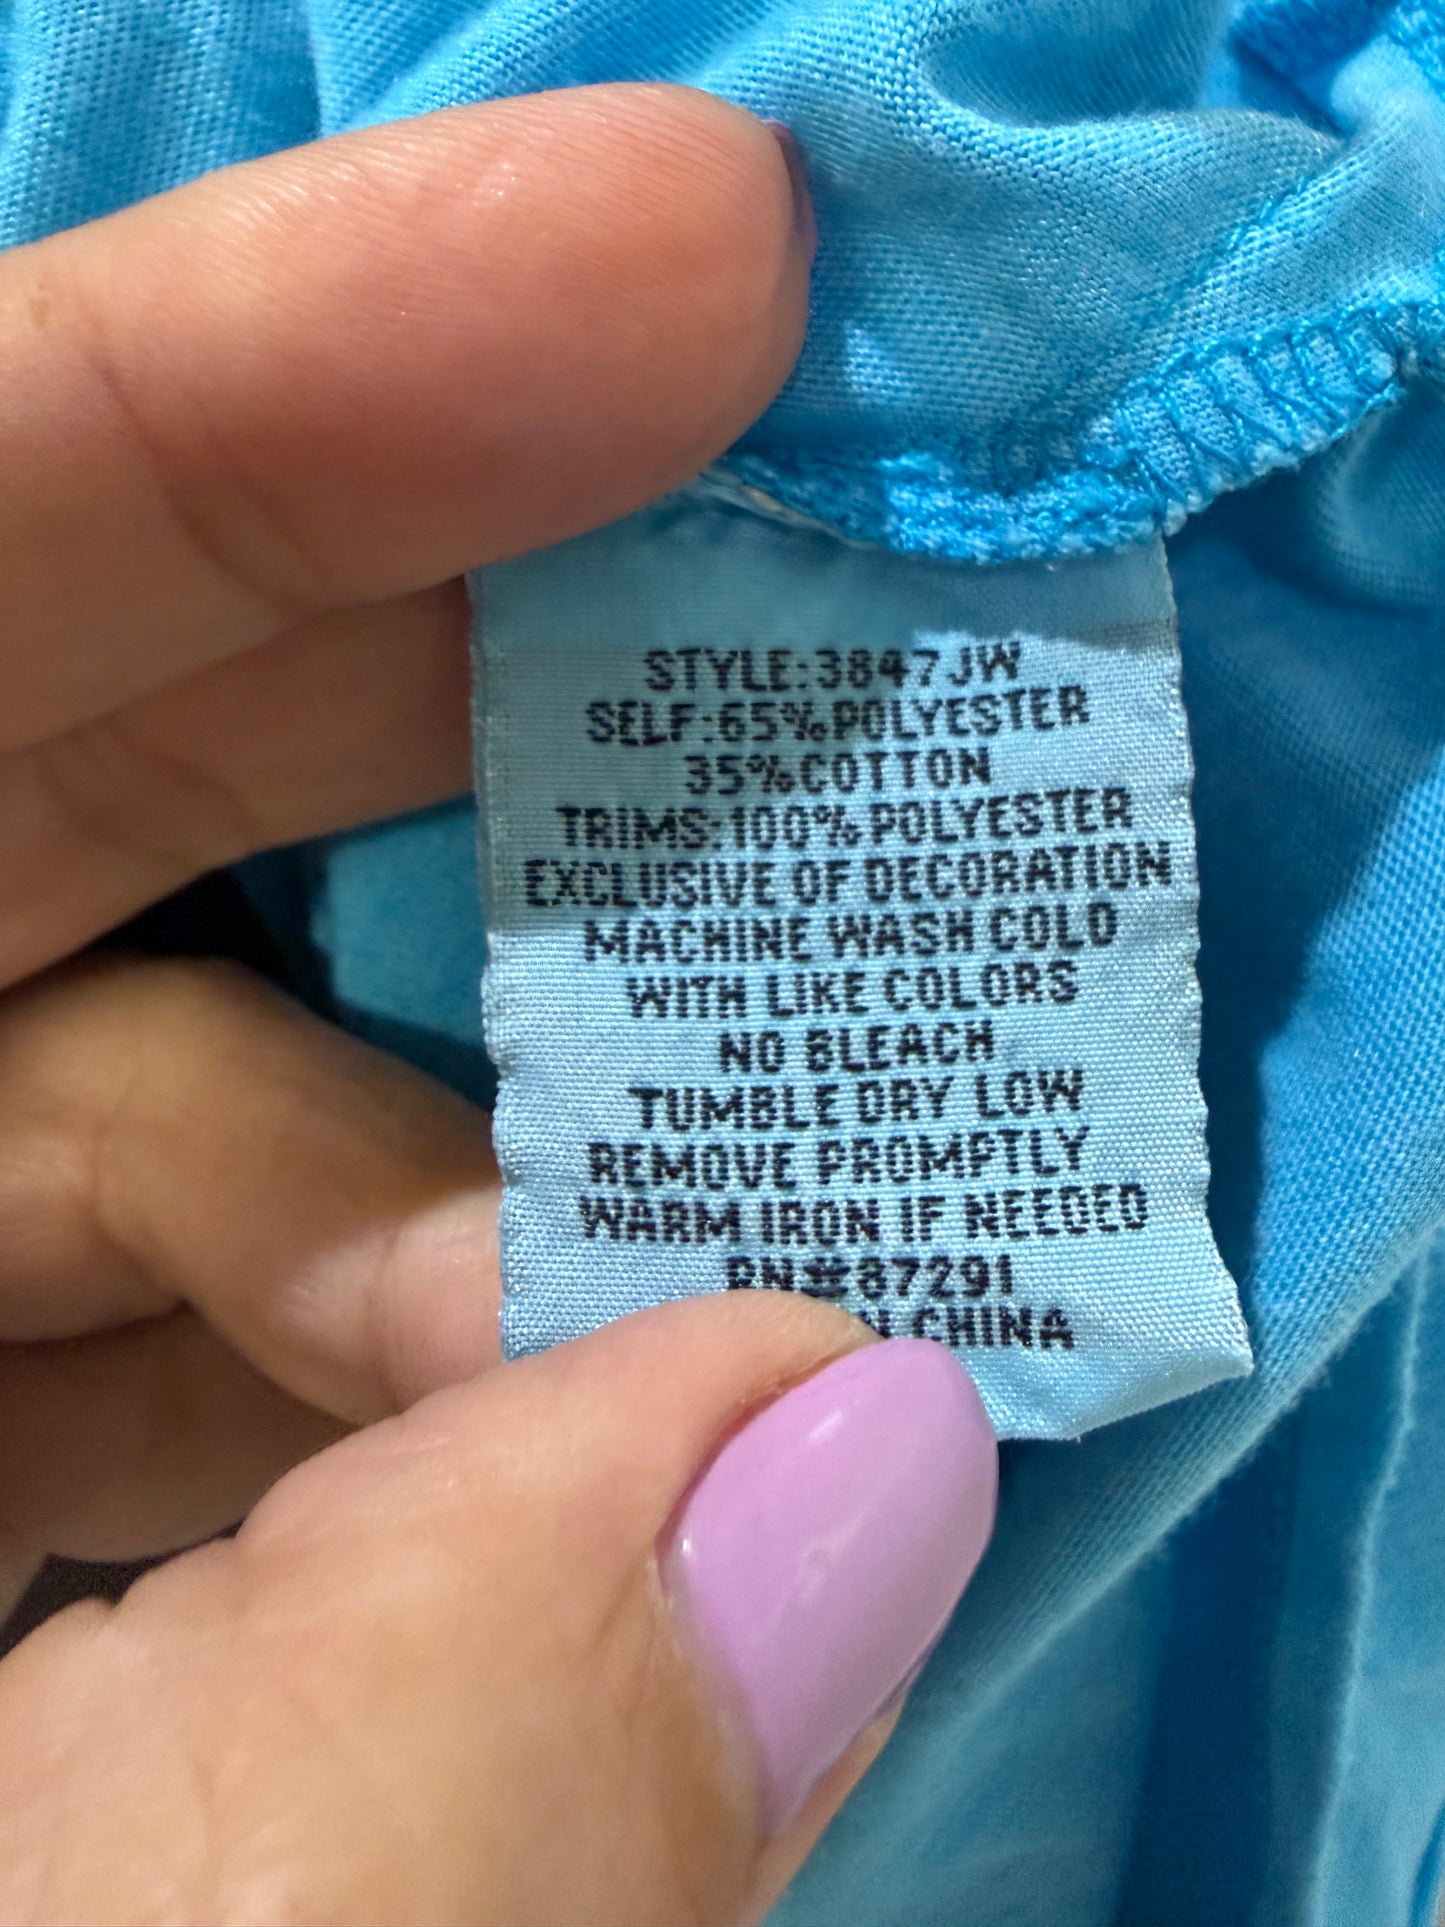 STYLE:3847JW
SELF:65%POLYESTER
35%COTTON
TRIMS:100%POLYESTER
EXCLUSIVE OF DECORATION
MACHINE WASH COLD
WITH LIKE COLORS
NO BLEACH
TUMBLE DRY LOW
REMOVE PROMPTLY
WARM IRON IF NEEDED
RN#87291
CHINA